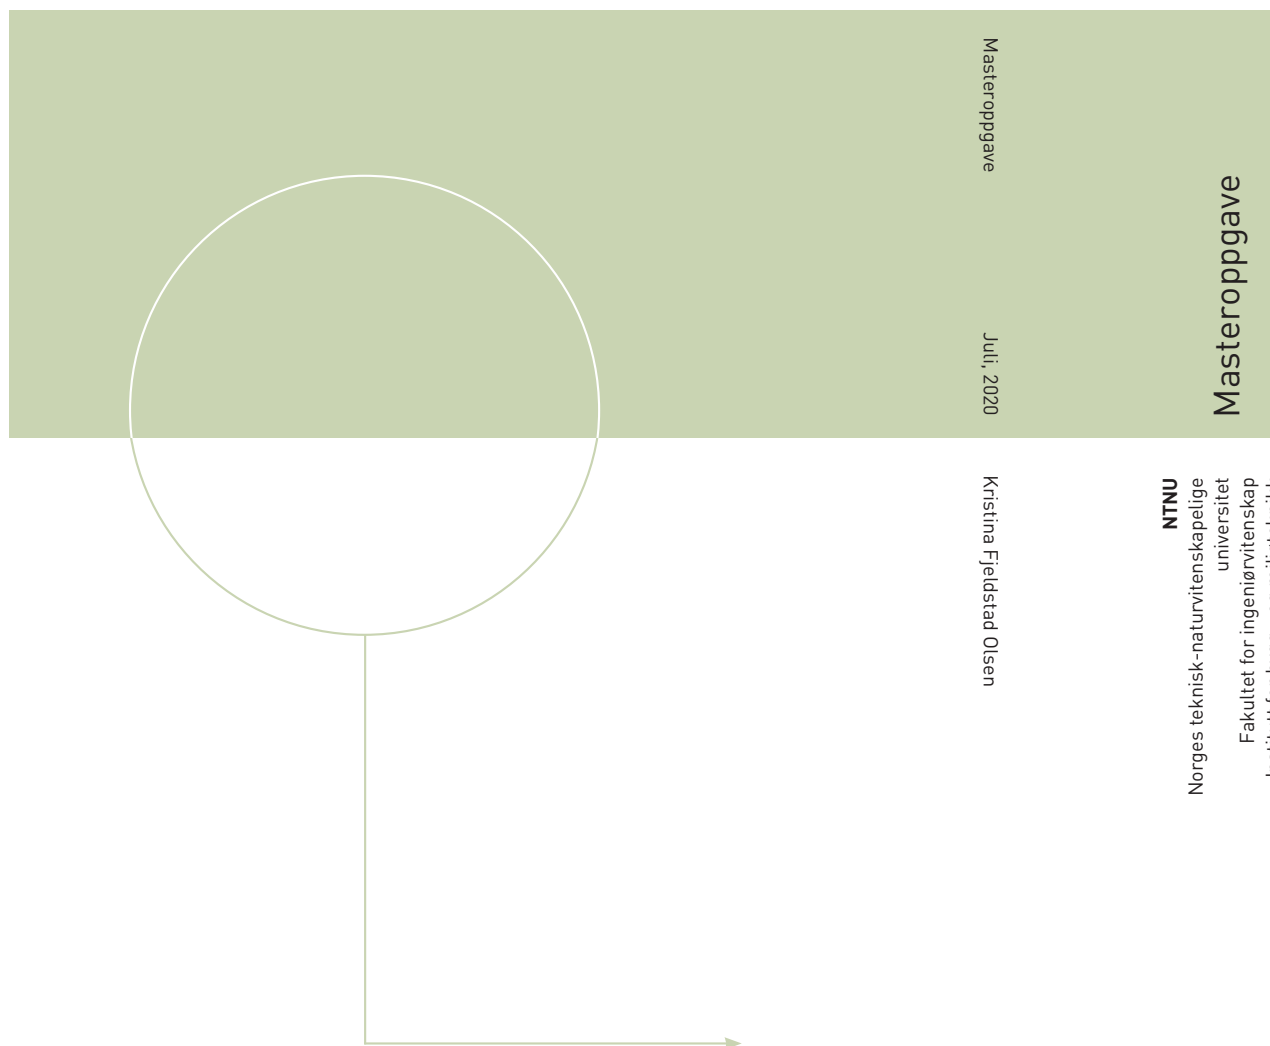 Masteroppgave
Juli, 2020
Kristina Fjeldstad Olsen
Masteroppgave
NTNU
Norges teknisk-naturvitenskapelige
universitet
Fakultet for ingeniørvitenskap